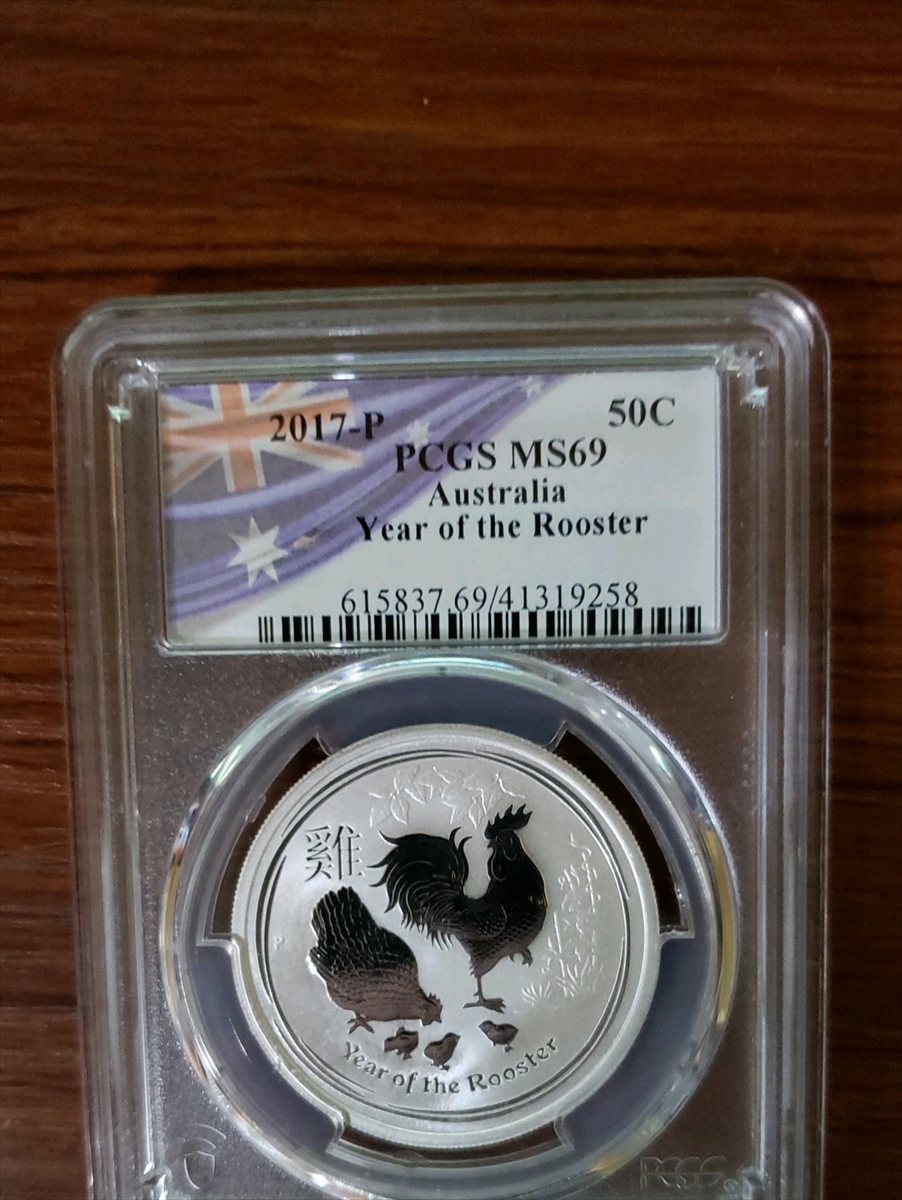 2017-P 50C
PCGS MS69
Australia
Year of the Rooster
615837.69/41319258
雞
P
Year of the Rooster
PCGS